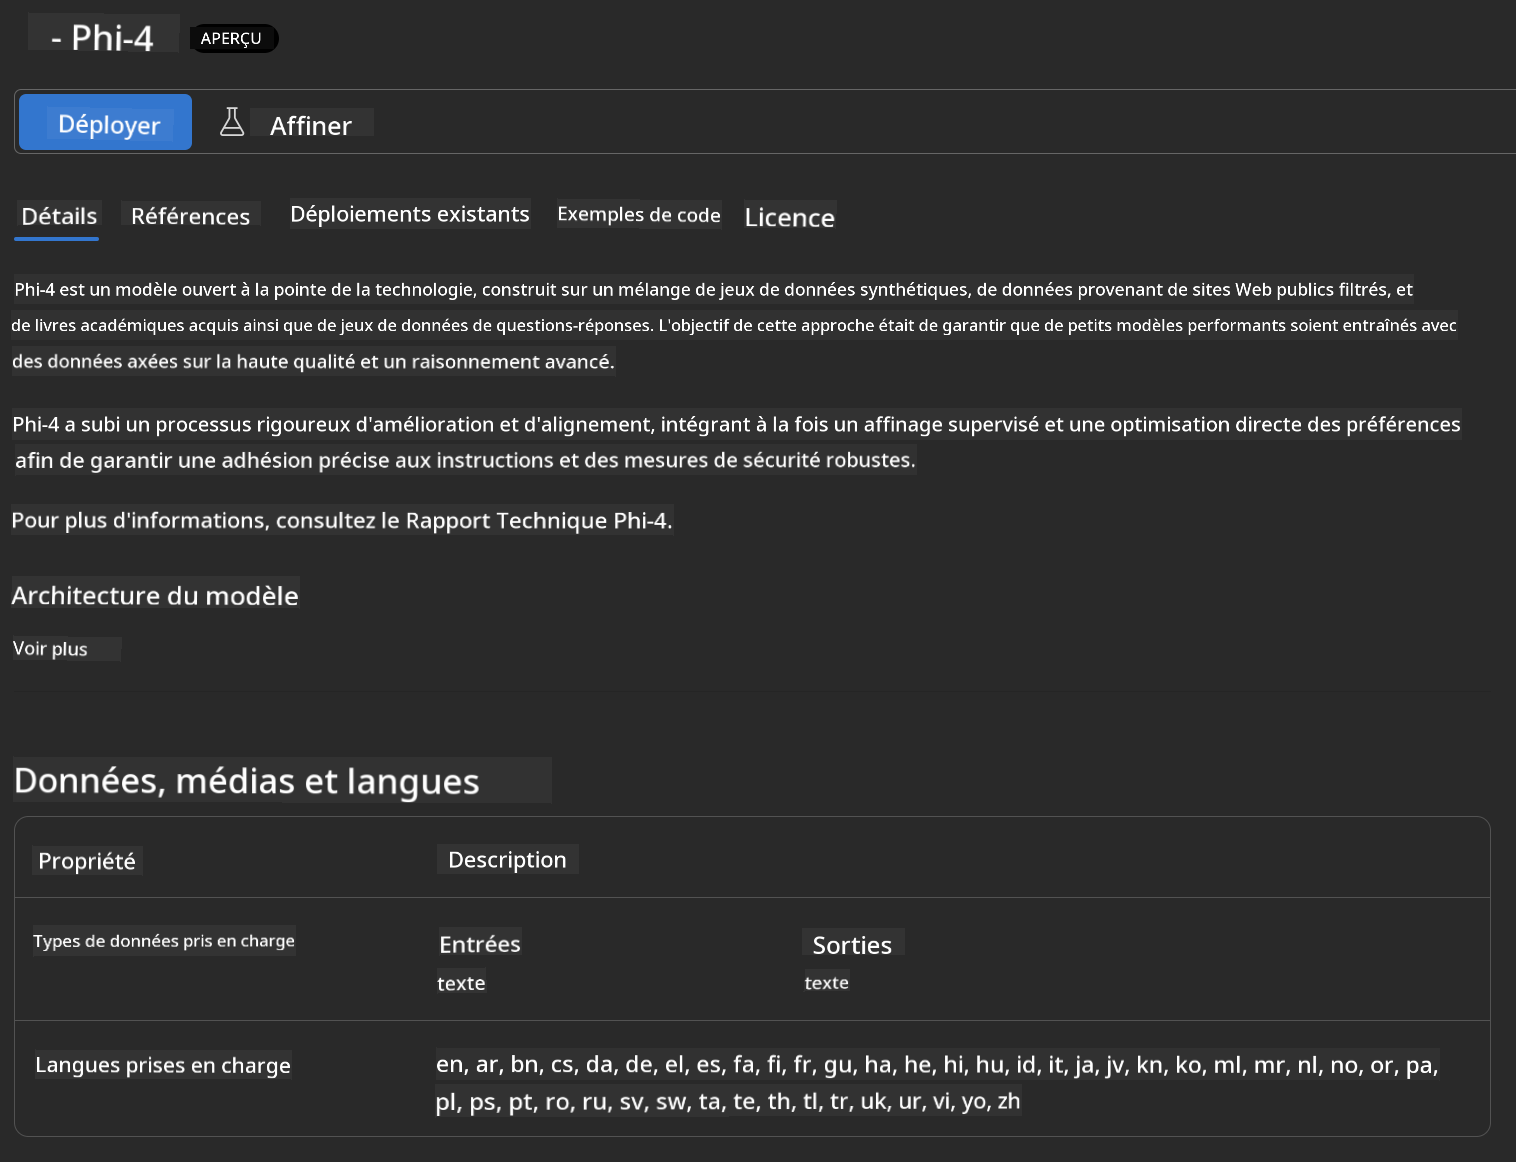 - Phi-4 APERÇU
Déployer Affiner
Détails Références Déploiements existants Exemples de code Licence
Phi-4 est un modèle ouvert à la pointe de la technologie, construit sur un mélange de jeux de données synthétiques, de données provenant de sites Web publics filtrés, et
de livres académiques acquis ainsi que de jeux de données de questions-réponses. L'objectif de cette approche était de garantir que de petits modèles performants soient entraînés avec
des données axées sur la haute qualité et un raisonnement avancé.
Phi-4 a subi un processus rigoureux d'amélioration et d'alignement, intégrant à la fois un affinage supervisé et une optimisation directe des préférences
afin de garantir une adhésion précise aux instructions et des mesures de sécurité robustes.
Pour plus d'informations, consultez le Rapport Technique Phi-4.
Architecture du modèle
Voir plus
Données, médias et langues
Propriété Description
Types de données pris en charge Entrées Sorties
texte texte
Langues prises en charge en, ar, bn, cs, da, de, el, es, fa, fi, fr, gu, ha, he, hi, hu, id, it, ja, jv, kn, ko, ml, mr, nl, no, or, pa,
pl, ps, pt, ro, ru, sv, sw, ta, te, th, tl, tr, uk, ur, vi, yo, zh